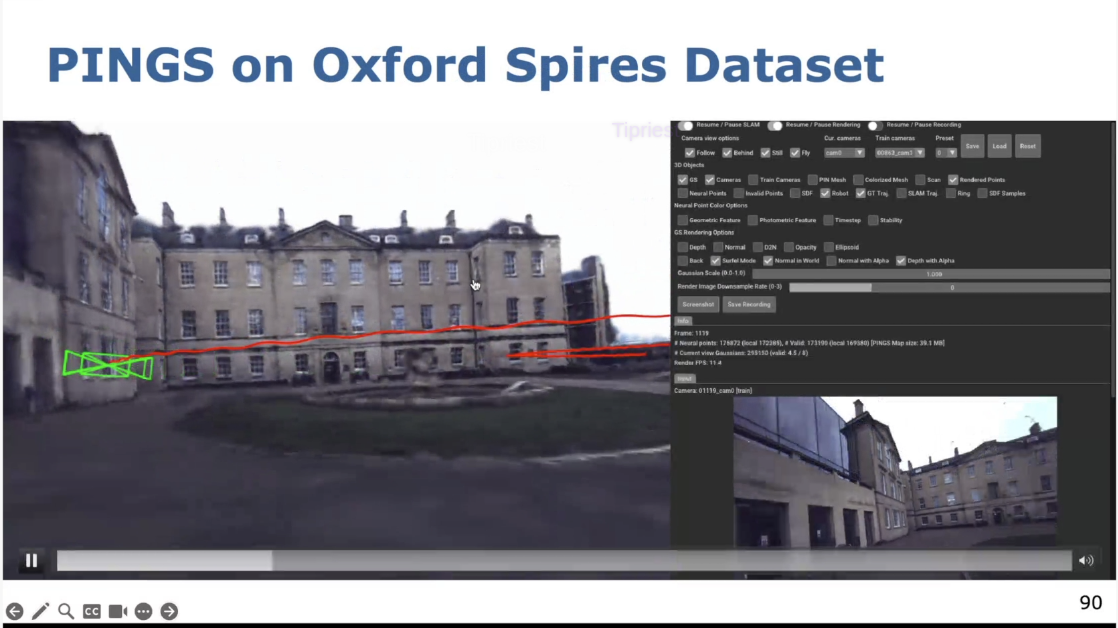 PINGS on Oxford Spires Dataset
Tipries
Resume / Pause SLAM Resume / Pause Rendering Resume / Pause Recording
Camera view options Cur. cameras Train cameras Preset
Follow Behind Still Fly cam0 0 Save Load Reset
3D Objects
GS Cameras Train Cameras PIN Mesh Colorized Mesh Scan Rendered Points
Neural Points Invalid Points SDF Robot GT Traj. SLAM Traj. Ring SDF Samples
Neural Point Color Options
Geometric Feature Photometric Feature Timestep Stability
GS Rendering Options
Depth Normal D2N Opacity Ellipsoid
Back Surfel Mode Normal in World Normal with Alpha Depth with Alpha
Gaussian Scale (0.0-1.0) 1.000
Render Image Downsample Rate (0-3) 0
Screenshot Save Recording
Info
Frame: 1159
# Neural points: 176872 (local 172385), # Valid: 173190 (local 169380) [PINGS Map size: 39.1 MB]
# Current view Gaussians: 293150 (valid: 4.5 / 8)
Render FPS: 11.4
Input
Camera: 01159_cam0 [train]
CC
90